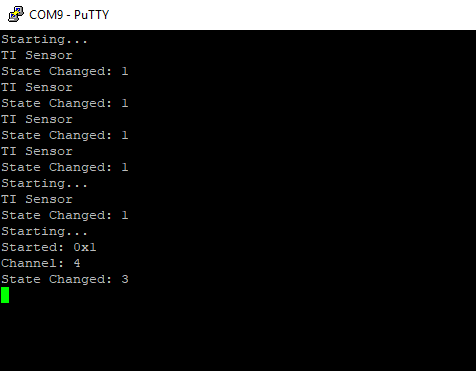 COM9 - PuTTY
Starting...
TI Sensor
State Changed: 1
TI Sensor
State Changed: 1
TI Sensor
State Changed: 1
TI Sensor
State Changed: 1
Starting...
TI Sensor
State Changed: 1
Starting...
Started: 0x1
Channel: 4
State Changed: 3